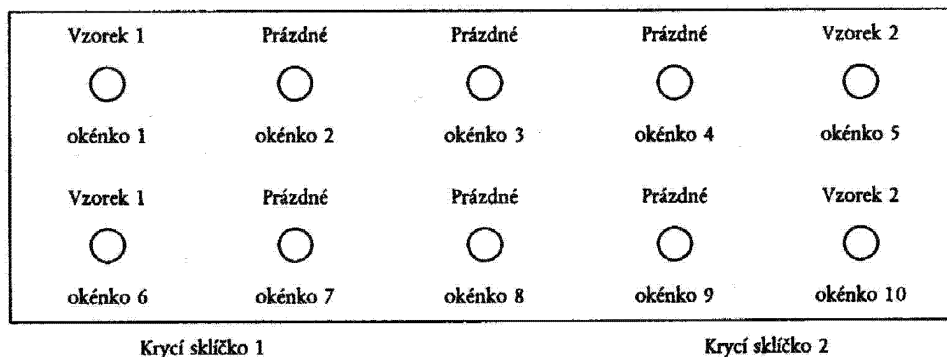 Vzorek 1 Prázdné Prázdné Prázdné Vzorek 2
okénko 1 okénko 2 okénko 3 okénko 4 okénko 5
Vzorek 1 Prázdné Prázdné Prázdné Vzorek 2
okénko 6 okénko 7 okénko 8 okénko 9 okénko 10
Krycí sklíčko 1 Krycí sklíčko 2